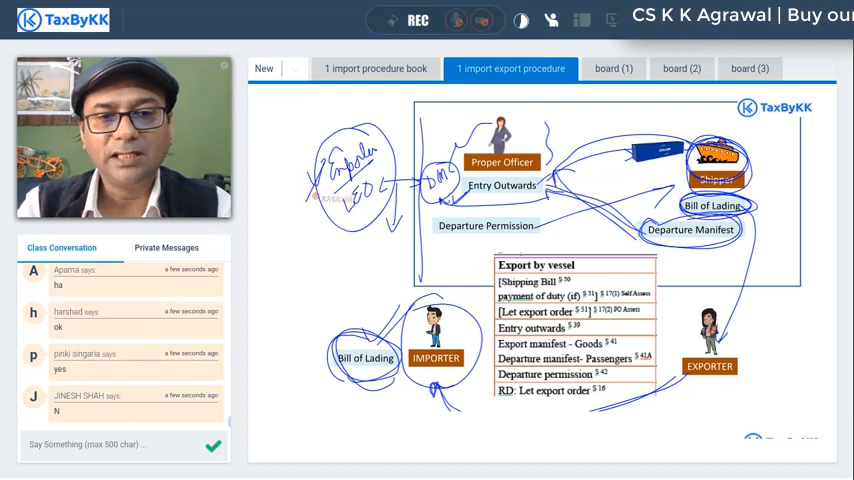 TaxByKK
REC
CS K K Agrawal | Buy our
New
1 import procedure book
1 import export procedure
board (1)
board (2)
board (3)
TaxByKK
Exporter
LEO
DMC
Proper Officer
Entry Outwards
Departure Permission
Shipper
Bill of Lading
Departure Manifest
Export by vessel
[Shipping Bill § 50
payment of duty (if) § 51] § 17(1) Self Assess
[Let export order § 51] § 17(2) PO Assess
Entry outwards § 39
Export manifest - Goods § 41
Departure manifest- Passengers § 41A
Departure permission § 42
RD: Let export order § 16
Bill of Lading
IMPORTER
EXPORTER
Class Conversation
Private Messages
A
Aparna says:
a few seconds ago
ha
h
harshad says:
a few seconds ago
ok
p
pinki singaria says:
a few seconds ago
yes
J
JINESH SHAH says:
a few seconds ago
N
Say Something (max 500 char) ...